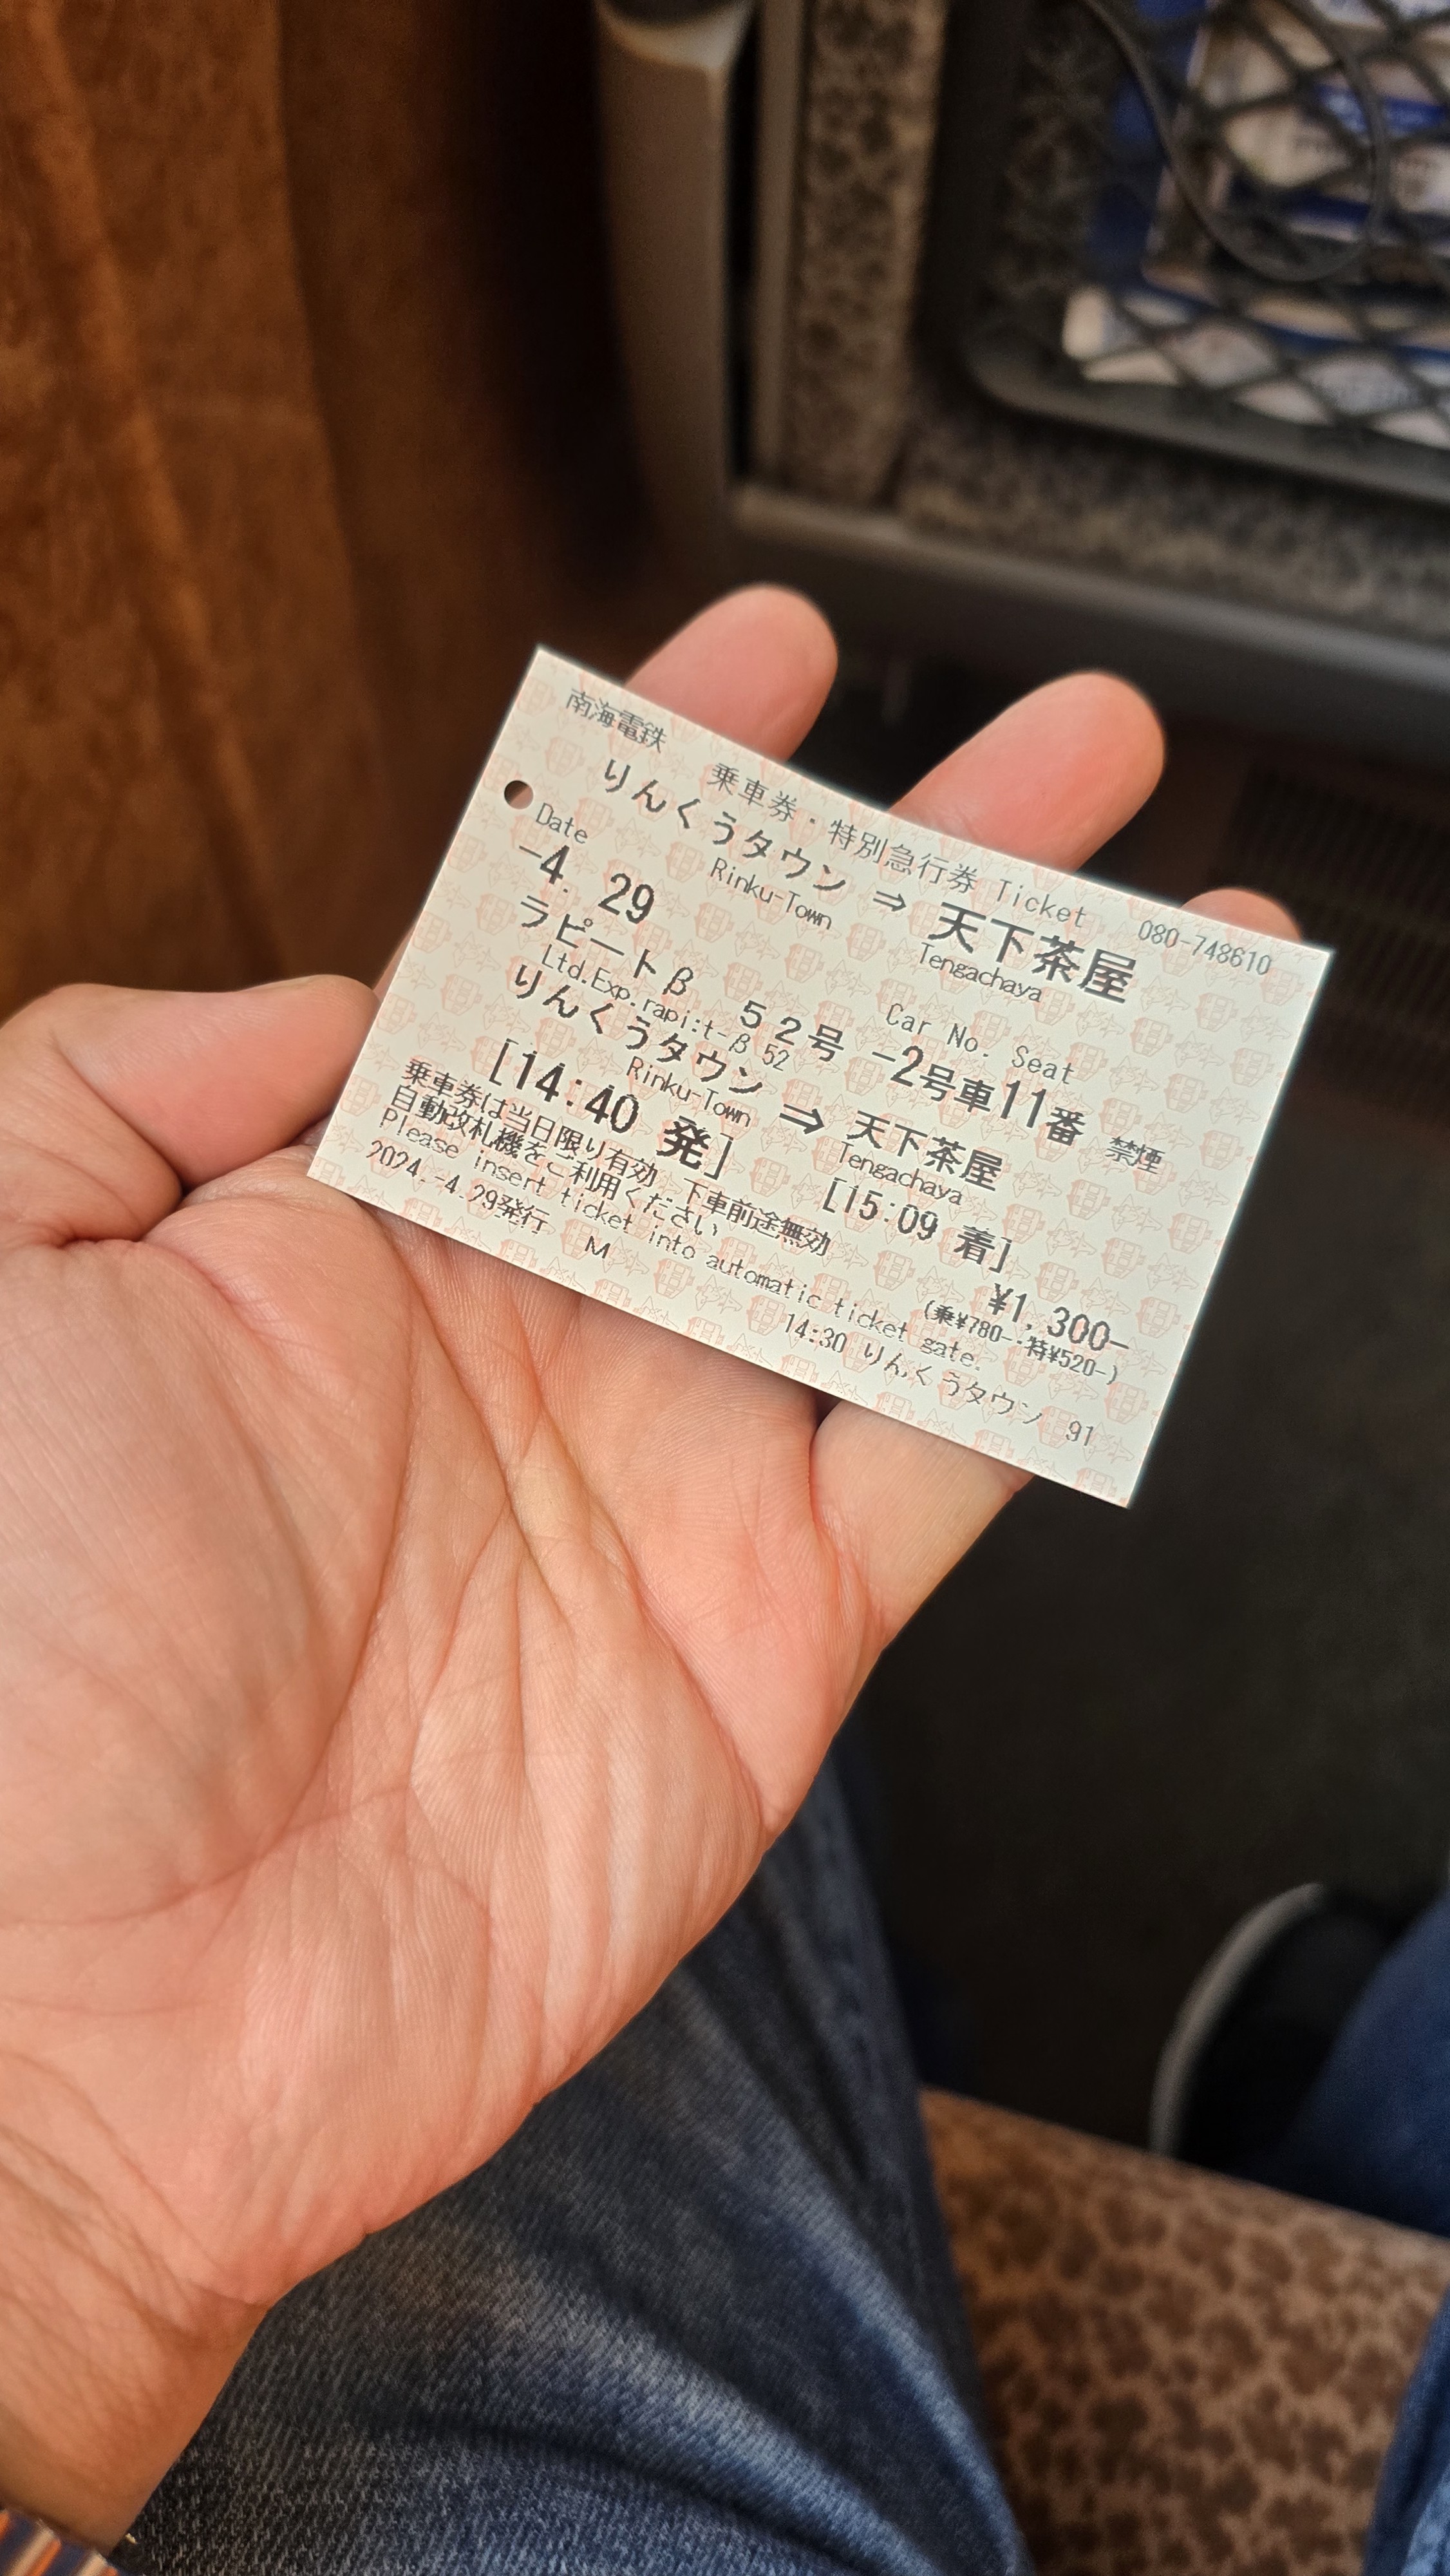 南海電鉄 乗車券・特別急行券 Ticket 080-748610
りんくうタウン ⇒ 天下茶屋
Rinku-Town Tengachaya
Date Car No. Seat
-4. 29 ラピートβ 52号 -2号車11番 禁煙
Ltd.Exp.rapi:t-β 52
りんくうタウン ⇒ 天下茶屋
Rinku-Town Tengachaya
[14:40 発] [15:09 着]
乗車券は当日限り有効 下車前途無効 ¥1,300-
自動改札機をご利用ください (乗¥780-・特¥520-)
Please insert ticket into automatic ticket gate.
2024.-4.29発行 M 14:30 りんくうタウン 91